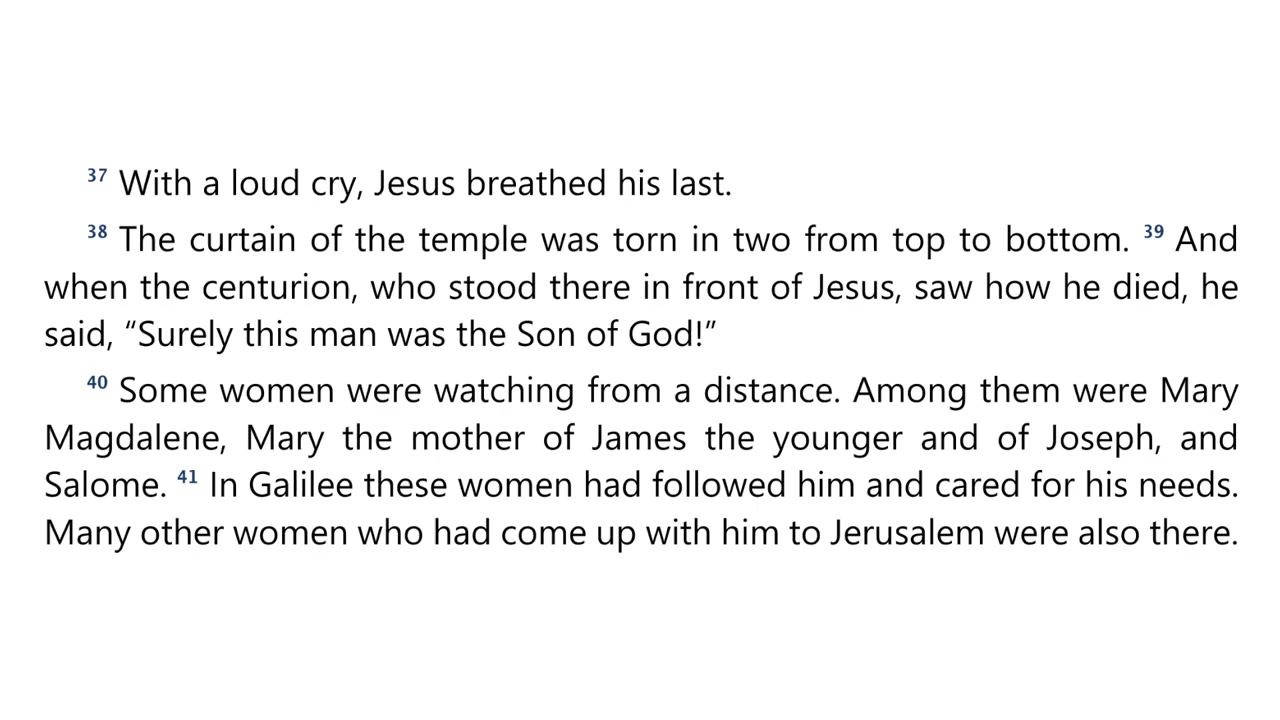 37 With a loud cry, Jesus breathed his last.
38 The curtain of the temple was torn in two from top to bottom. 39 And
when the centurion, who stood there in front of Jesus, saw how he died, he
said, “Surely this man was the Son of God!”
40 Some women were watching from a distance. Among them were Mary
Magdalene, Mary the mother of James the younger and of Joseph, and
Salome. 41 In Galilee these women had followed him and cared for his needs.
Many other women who had come up with him to Jerusalem were also there.